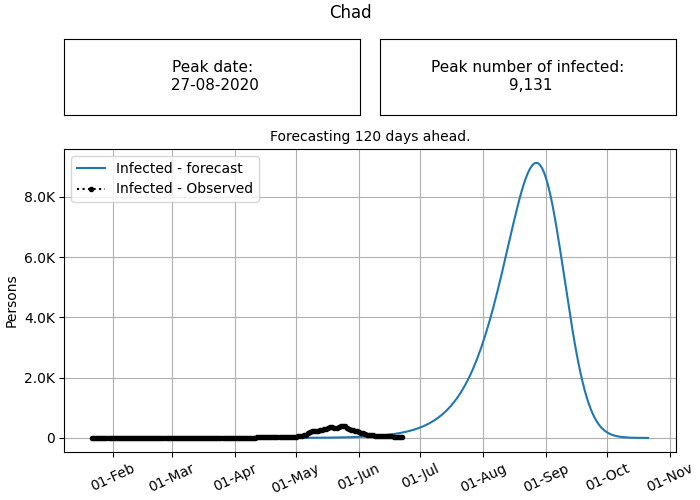 Chad
Peak date:
27-08-2020
Peak number of infected:
9,131
Forecasting 120 days ahead.
Infected - forecast
Infected - Observed
8.0K
6.0K
4.0K
2.0K
0
Persons
01-Feb
01-Mar
01-Apr
01-May
01-Jun
01-Jul
01-Aug
01-Sep
01-Oct
01-Nov